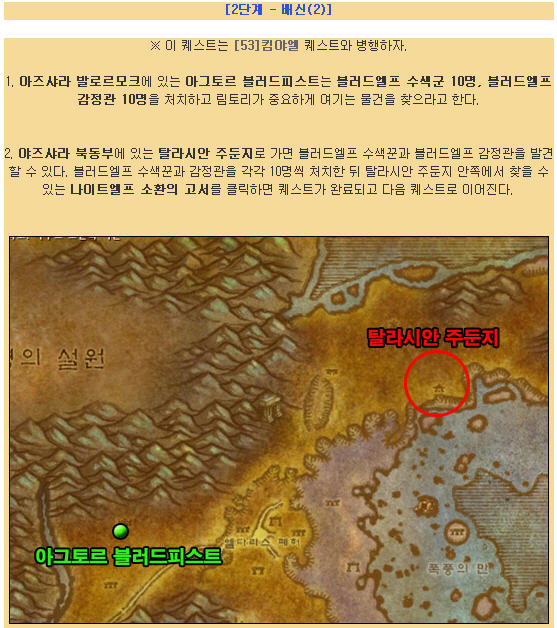 [2단계 - 배신(2)]
※ 이 퀘스트는 [53]킴야엘 퀘스트와 병행하자.
1. 아즈샤라 발로르모크에 있는 아그토르 블러드피스트는 블러드엘프 수색군 10명, 블러드엘프
감정관 10명을 처치하고 림토리가 중요하게 여기는 물건을 찾으라고 한다.
2. 아즈샤라 북동부에 있는 탈라시안 주둔지로 가면 블러드엘프 수색꾼과 블러드엘프 감정관을 발견
할 수 있다. 블러드엘프 수색꾼과 감정관을 각각 10명씩 처치한 뒤 탈라시안 주둔지 안쪽에서 찾을 수
있는 나이트엘프 소환의 고서를 클릭하면 퀘스트가 완료되고 다음 퀘스트로 이어진다.
탈라시안 주둔지
의 설원
엘다라스 폐허
아그토르 블러드피스트
폭풍의 만